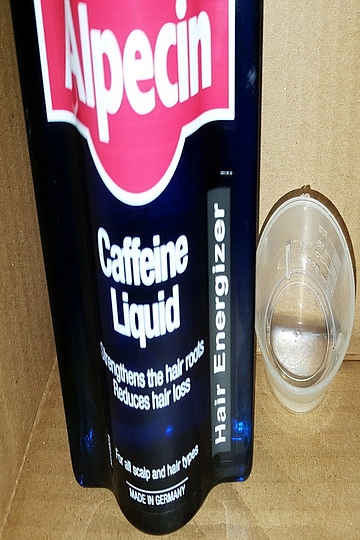 Alpecin
Caffeine
Liquid
Strengthens the hair roots
Reduces hair loss
For all scalp and hair types
MADE IN GERMANY
Hair Energizer